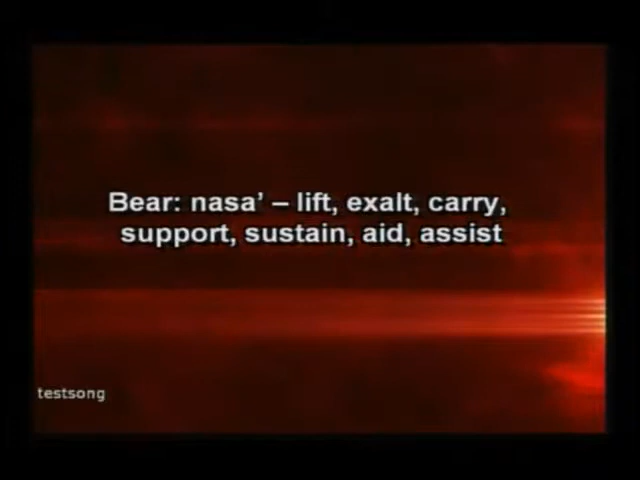 Bear: nasa’ – lift, exalt, carry,
support, sustain, aid, assist
testsong